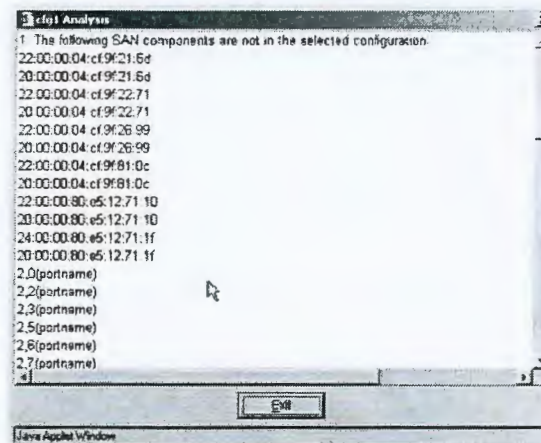 cfg1 Analysis
1 The following SAN components are not in the selected configuration.
22:00:00:04:cf:9f:21:6d
20:00:00:04:cf:9f:21:6d
22:00:00:04:cf:9f:22:71
20:00:00:04:cf:9f:22:71
22:00:00:04:cf:9f:26:99
20:00:00:04:cf:9f:26:99
22:00:00:04:cf:9f:81:0c
20:00:00:04:cf:9f:81:0c
22:00:00:80:e5:12:71:10
20:00:00:80:e5:12:71:10
24:00:00:80:e5:12:71:1f
20:00:00:80:e5:12:71:1f
2,0(portname)
2,2(portname)
2,3(portname)
2,5(portname)
2,6(portname)
2,7(portname)
Exit
Java Applet Window